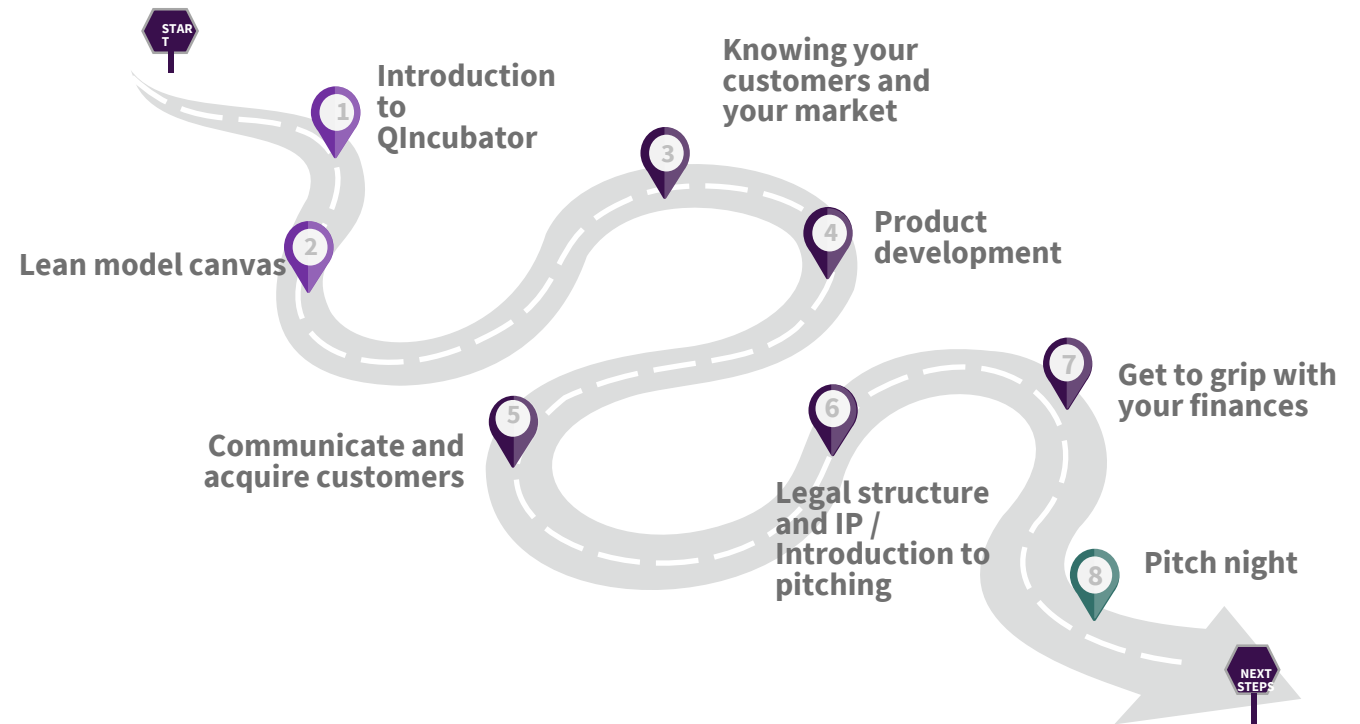 STAR
T
1
Introduction
to
QIncubator
2
Lean model canvas
3
Knowing your
customers and
your market
4
Product
development
5
Communicate and
acquire customers
6
Legal structure
and IP /
Introduction to
pitching
7
Get to grip with
your finances
8
Pitch night
NEXT
STEPS